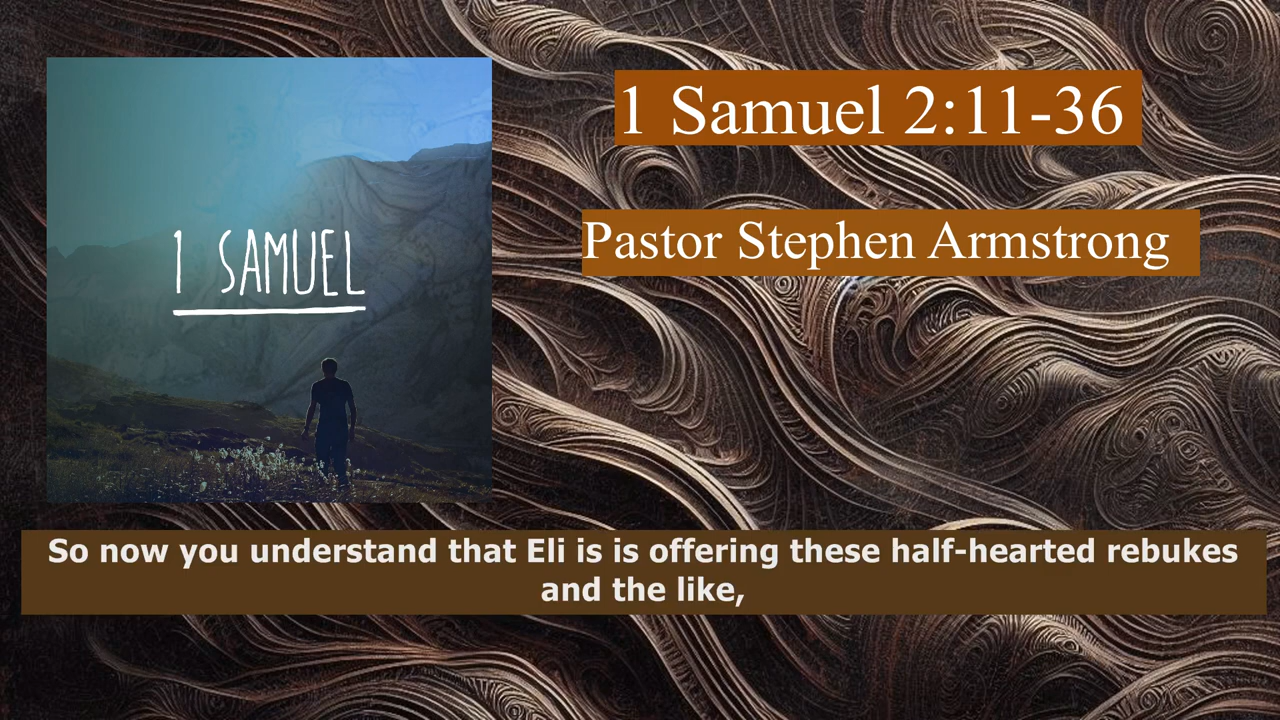 1 Samuel 2:11-36
Pastor Stephen Armstrong
1 SAMUEL
So now you understand that Eli is is offering these half-hearted rebukes
and the like,